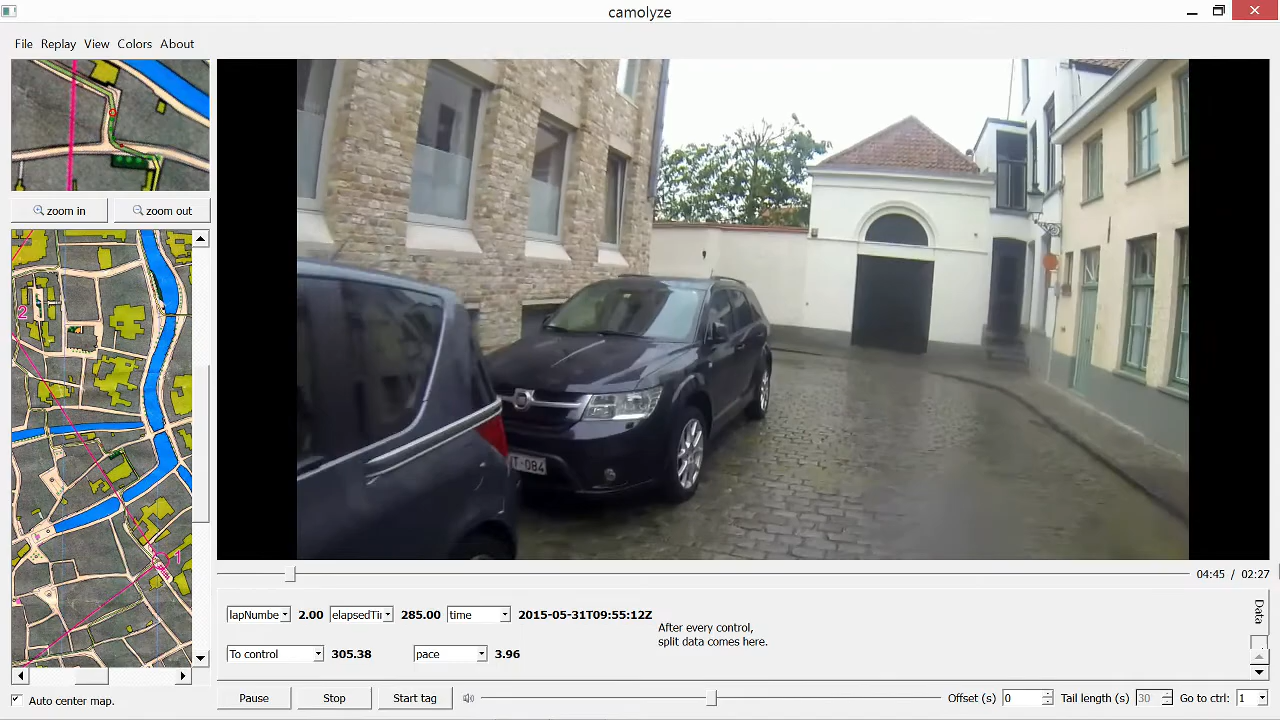 camolyze
File Replay View Colors About
zoom in zoom out
2
1
T-084
04:45 / 02:27
lapNumbe 2.00 elapsedTii 285.00 time 2015-05-31T09:55:12Z
After every control,
split data comes here.
To control 305.38 pace 3.96
Data
Auto center map.
Pause Stop Start tag Offset (s) 0 Tail length (s) 30 Go to ctrl: 1